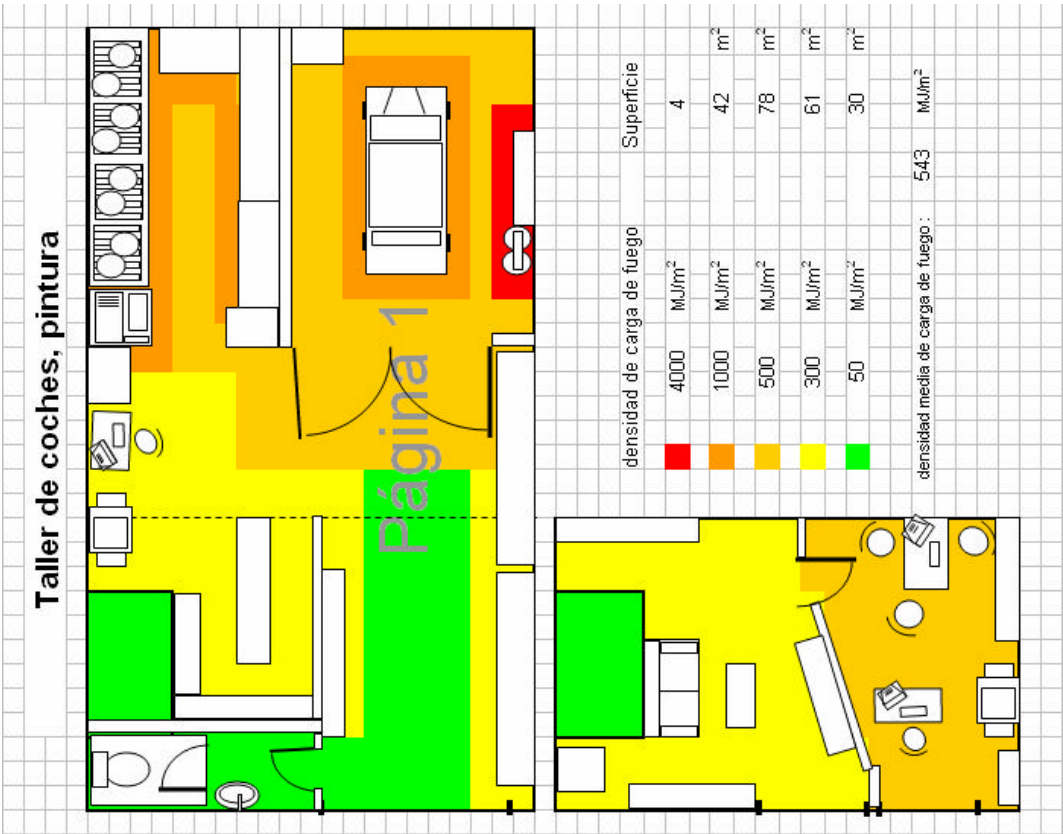 Taller de coches, pintura
Página 1
densidad de carga de fuego Superficie
4000 MJ/m² 4
1000 MJ/m² 42 m²
500 MJ/m² 78 m²
300 MJ/m² 61 m²
50 MJ/m² 30 m²
densidad media de carga de fuego : 543 MJ/m²